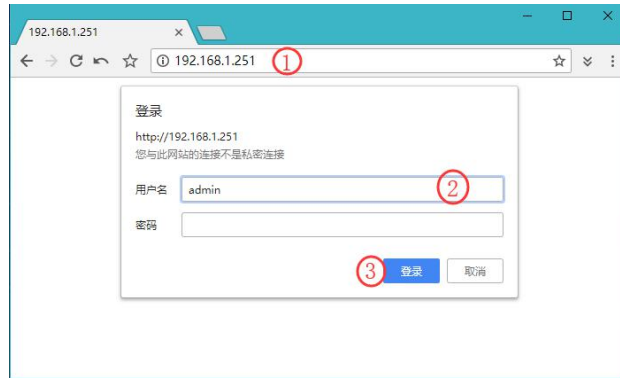 192.168.1.251
192.168.1.251 ①
登录
http://192.168.1.251
您与此网站的连接不是私密连接
用户名 admin ②
密码
③ 登录 取消